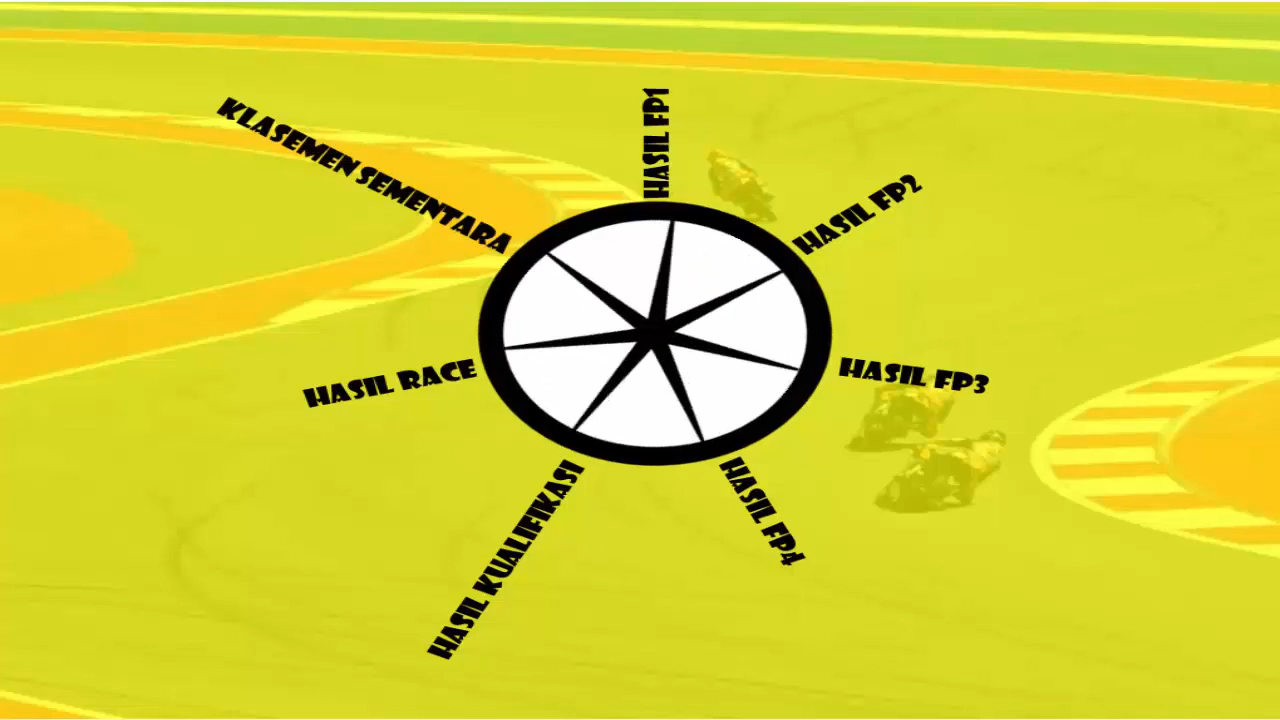 HASIL FP1
HASIL FP2
HASIL FP3
HASIL FP4
HASIL KUALIFIKASI
HASIL RACE
KLASEMEN SEMENTARA